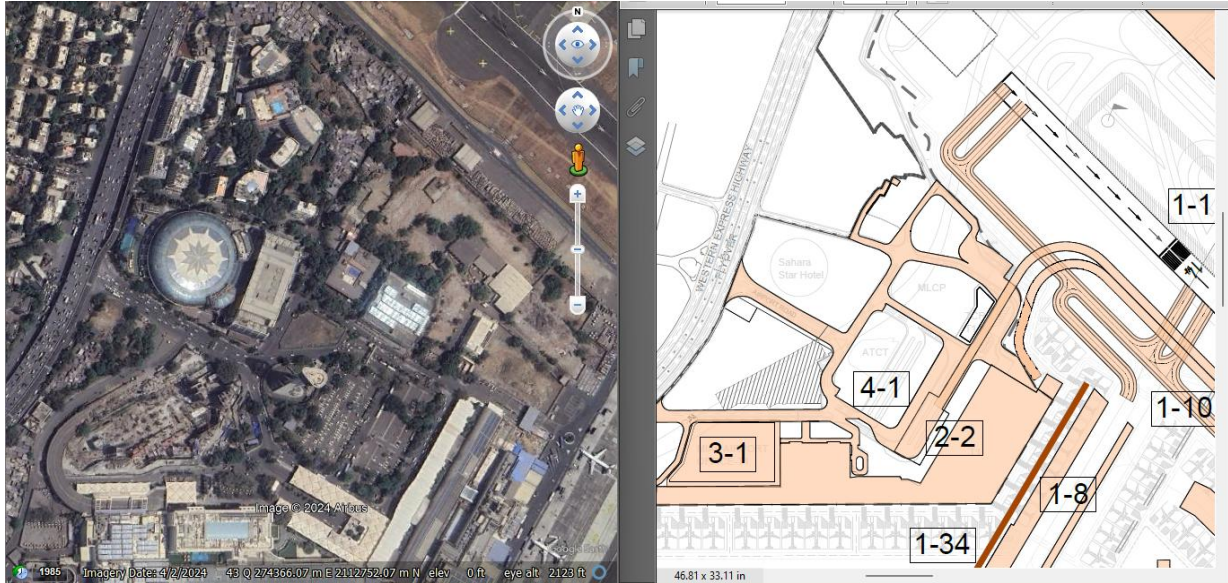 N
Image © 2024 Airbus
Google Earth
1985
Imagery Date: 4/2/2024 43 Q 274366.07 m E 2112752.07 m N elev 0 ft eye alt 2123 ft
WESTERN EXPRESS HIGHWAY
FLYOVER
Sahara
Star Hotel
MLCP
ATCT
1-1
4-1
1-10
2-2
3-1
1-8
1-34
46.81 x 33.11 in